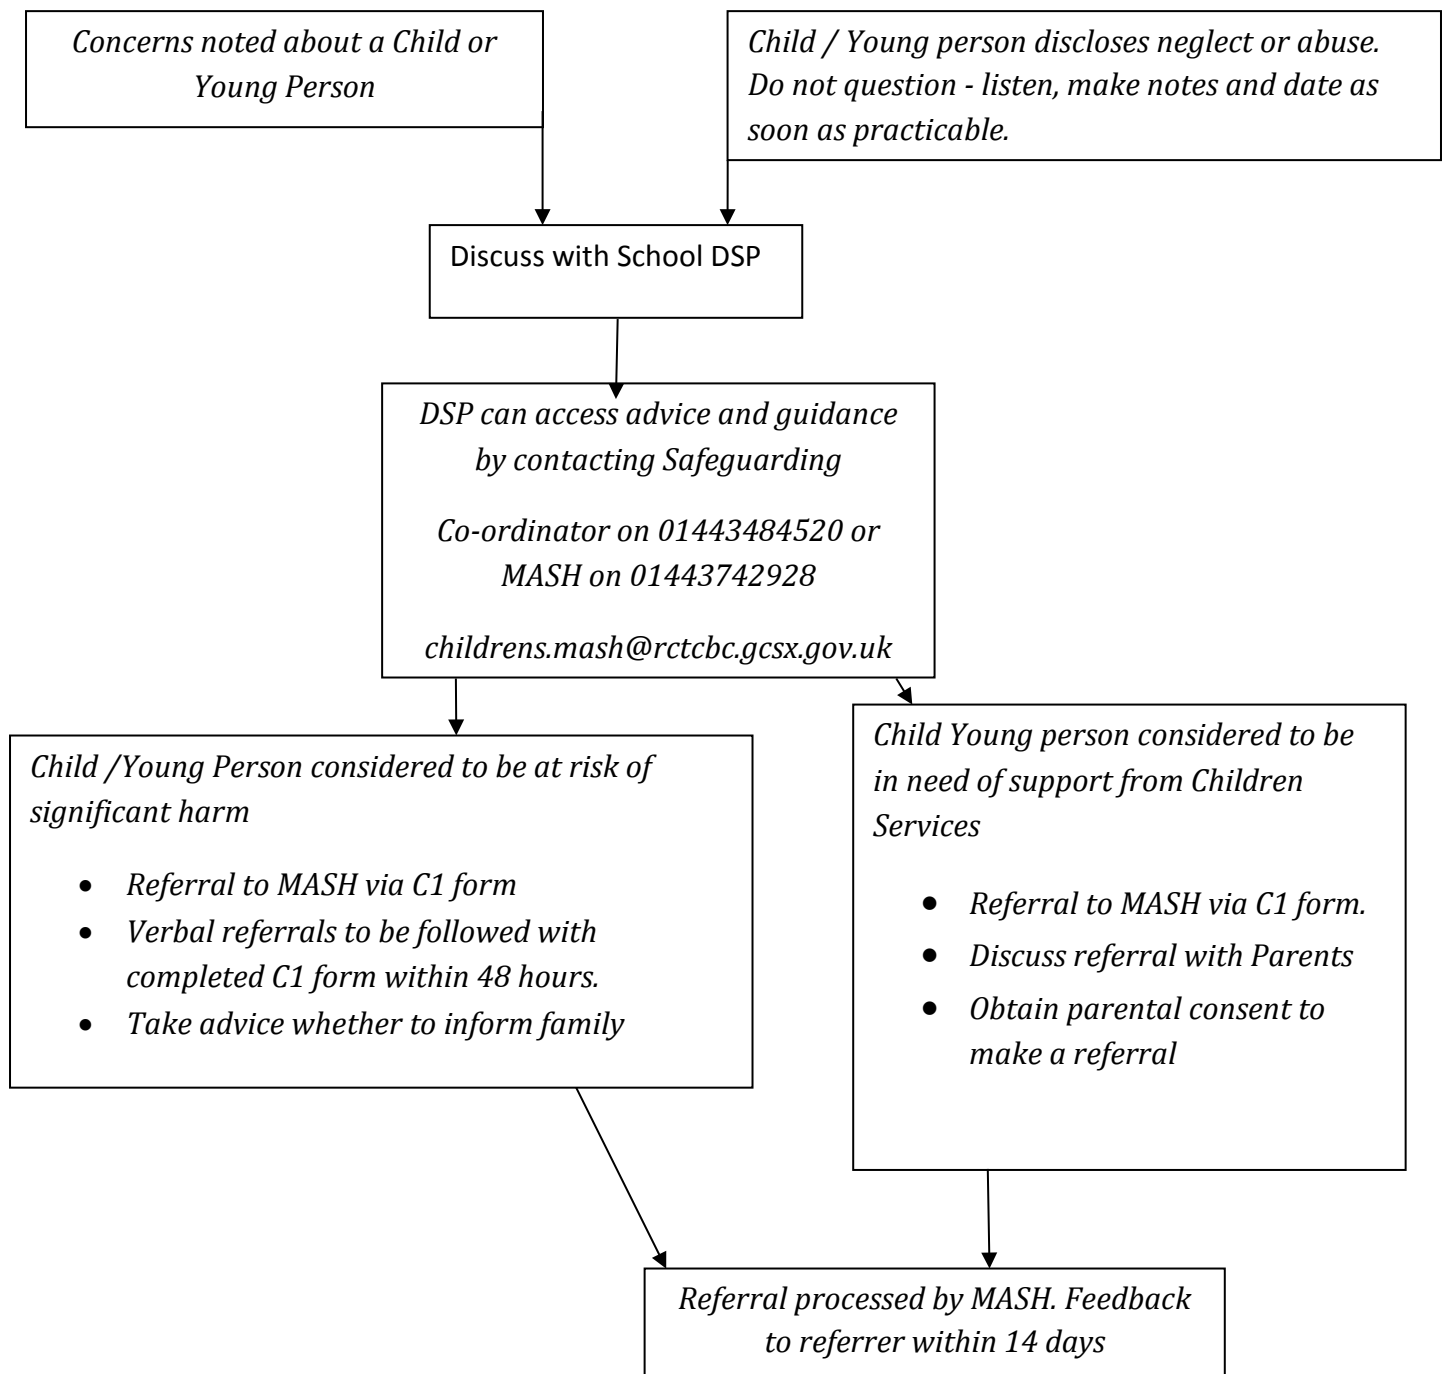 Concerns noted about a Child or
Young Person
Child / Young person discloses neglect or abuse.
Do not question - listen, make notes and date as
soon as practicable.
Discuss with School DSP
DSP can access advice and guidance
by contacting Safeguarding
Co-ordinator on 01443484520 or
MASH on 01443742928
childrens.mash@rctcbc.gcsx.gov.uk
Child /Young Person considered to be at risk of
significant harm
• Referral to MASH via C1 form
• Verbal referrals to be followed with
completed C1 form within 48 hours.
• Take advice whether to inform family
Child Young person considered to be
in need of support from Children
Services
• Referral to MASH via C1 form.
• Discuss referral with Parents
• Obtain parental consent to
make a referral
Referral processed by MASH. Feedback
to referrer within 14 days